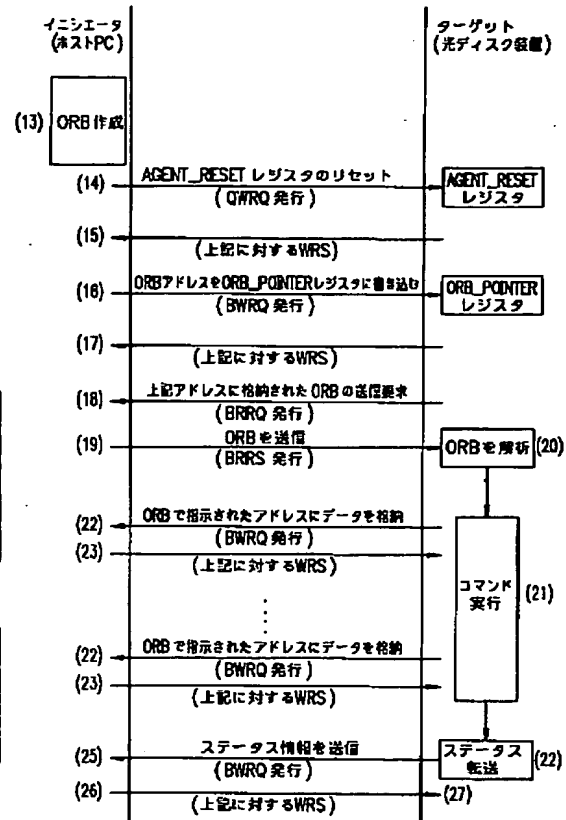 イニシエータ
(ホストPC)
ターゲット
(光ディスク装置)
(13)
ORB作成
(14)
AGENT_RESET レジスタのリセット
(QWRQ 発行)
AGENT_RESET
レジスタ
(15)
(上記に対するWRS)
(16)
ORBアドレスをORB_POINTERレジスタに書き込む
(BWRQ 発行)
ORB_POINTER
レジスタ
(17)
(上記に対するWRS)
(18)
上記アドレスに格納された ORB の送信要求
(BRRQ 発行)
(19)
ORB を送信
(BRRS 発行)
ORBを解析
(20)
(22)
ORB で指示されたアドレスにデータを格納
(BWRQ 発行)
(23)
(上記に対するWRS)
コマンド
実行
(21)
(22)
ORB で指示されたアドレスにデータを格納
(BWRQ 発行)
(23)
(上記に対するWRS)
(25)
ステータス情報を送信
(BWRQ 発行)
ステータス
転送
(22)
(26)
(上記に対するWRS)
(27)